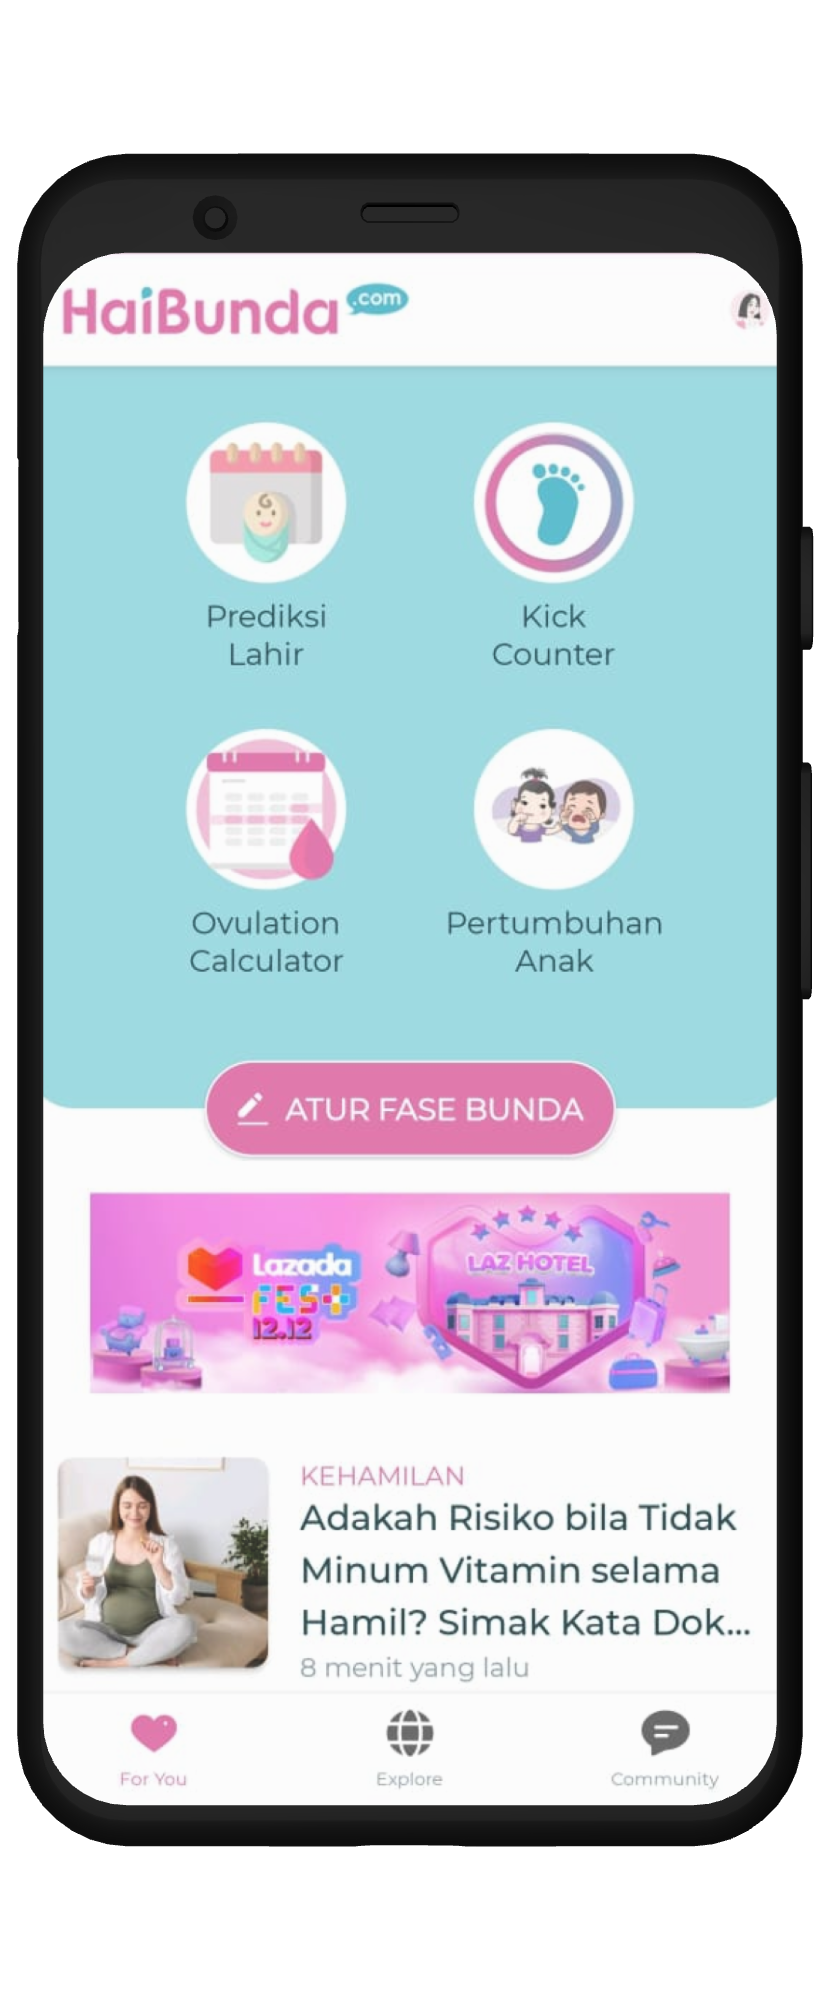 HaiBunda .com
Prediksi
Lahir
Kick
Counter
Ovulation
Calculator
Pertumbuhan
Anak
ATUR FASE BUNDA
Lazada
FEST
12.12
LAZ HOTEL
KEHAMILAN
Adakah Risiko bila Tidak
Minum Vitamin selama
Hamil? Simak Kata Dok...
8 menit yang lalu
For You
Explore
Community